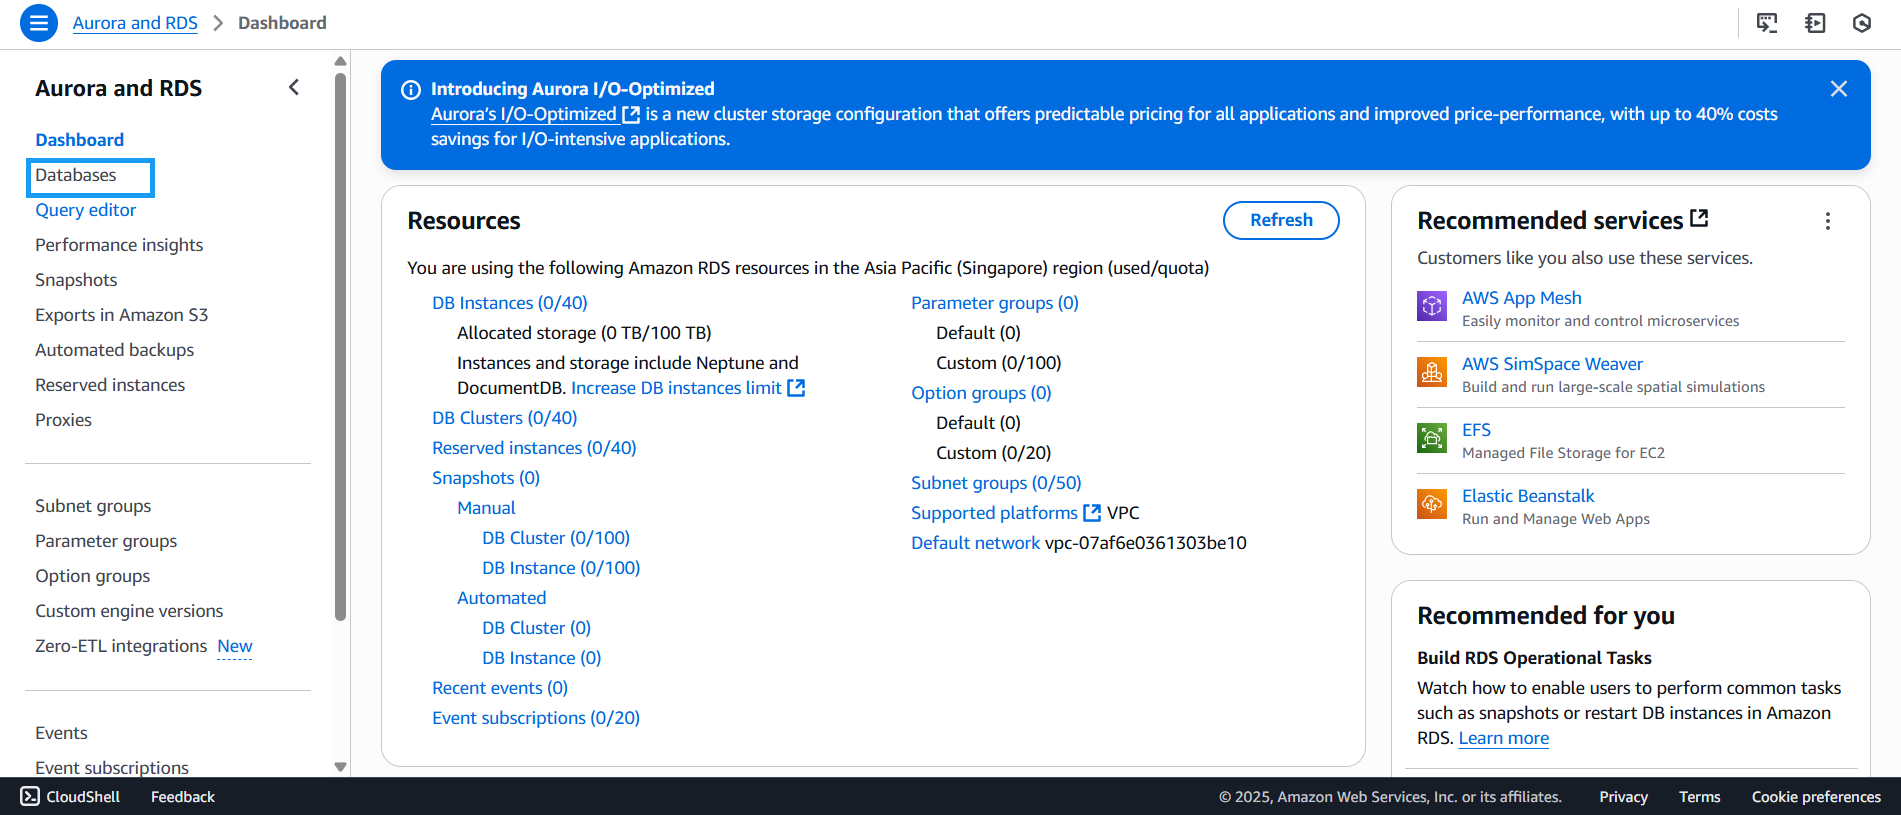 Aurora and RDS > Dashboard
Aurora and RDS
Dashboard
Databases
Query editor
Performance insights
Snapshots
Exports in Amazon S3
Automated backups
Reserved instances
Proxies
Subnet groups
Parameter groups
Option groups
Custom engine versions
Zero-ETL integrations New
Events
Event subscriptions
Introducing Aurora I/O-Optimized
Aurora's I/O-Optimized is a new cluster storage configuration that offers predictable pricing for all applications and improved price-performance, with up to 40% costs
savings for I/O-intensive applications.
Resources
Refresh
You are using the following Amazon RDS resources in the Asia Pacific (Singapore) region (used/quota)
DB Instances (0/40)
Allocated storage (0 TB/100 TB)
Instances and storage include Neptune and
DocumentDB. Increase DB instances limit
DB Clusters (0/40)
Reserved instances (0/40)
Snapshots (0)
Manual
DB Cluster (0/100)
DB Instance (0/100)
Automated
DB Cluster (0)
DB Instance (0)
Recent events (0)
Event subscriptions (0/20)
Parameter groups (0)
Default (0)
Custom (0/100)
Option groups (0)
Default (0)
Custom (0/20)
Subnet groups (0/50)
Supported platforms VPC
Default network vpc-07af6e0361303be10
Recommended services
Customers like you also use these services.
AWS App Mesh
Easily monitor and control microservices
AWS SimSpace Weaver
Build and run large-scale spatial simulations
EFS
Managed File Storage for EC2
Elastic Beanstalk
Run and Manage Web Apps
Recommended for you
Build RDS Operational Tasks
Watch how to enable users to perform common tasks
such as snapshots or restart DB instances in Amazon
RDS. Learn more
CloudShell Feedback
© 2025, Amazon Web Services, Inc. or its affiliates. Privacy Terms Cookie preferences